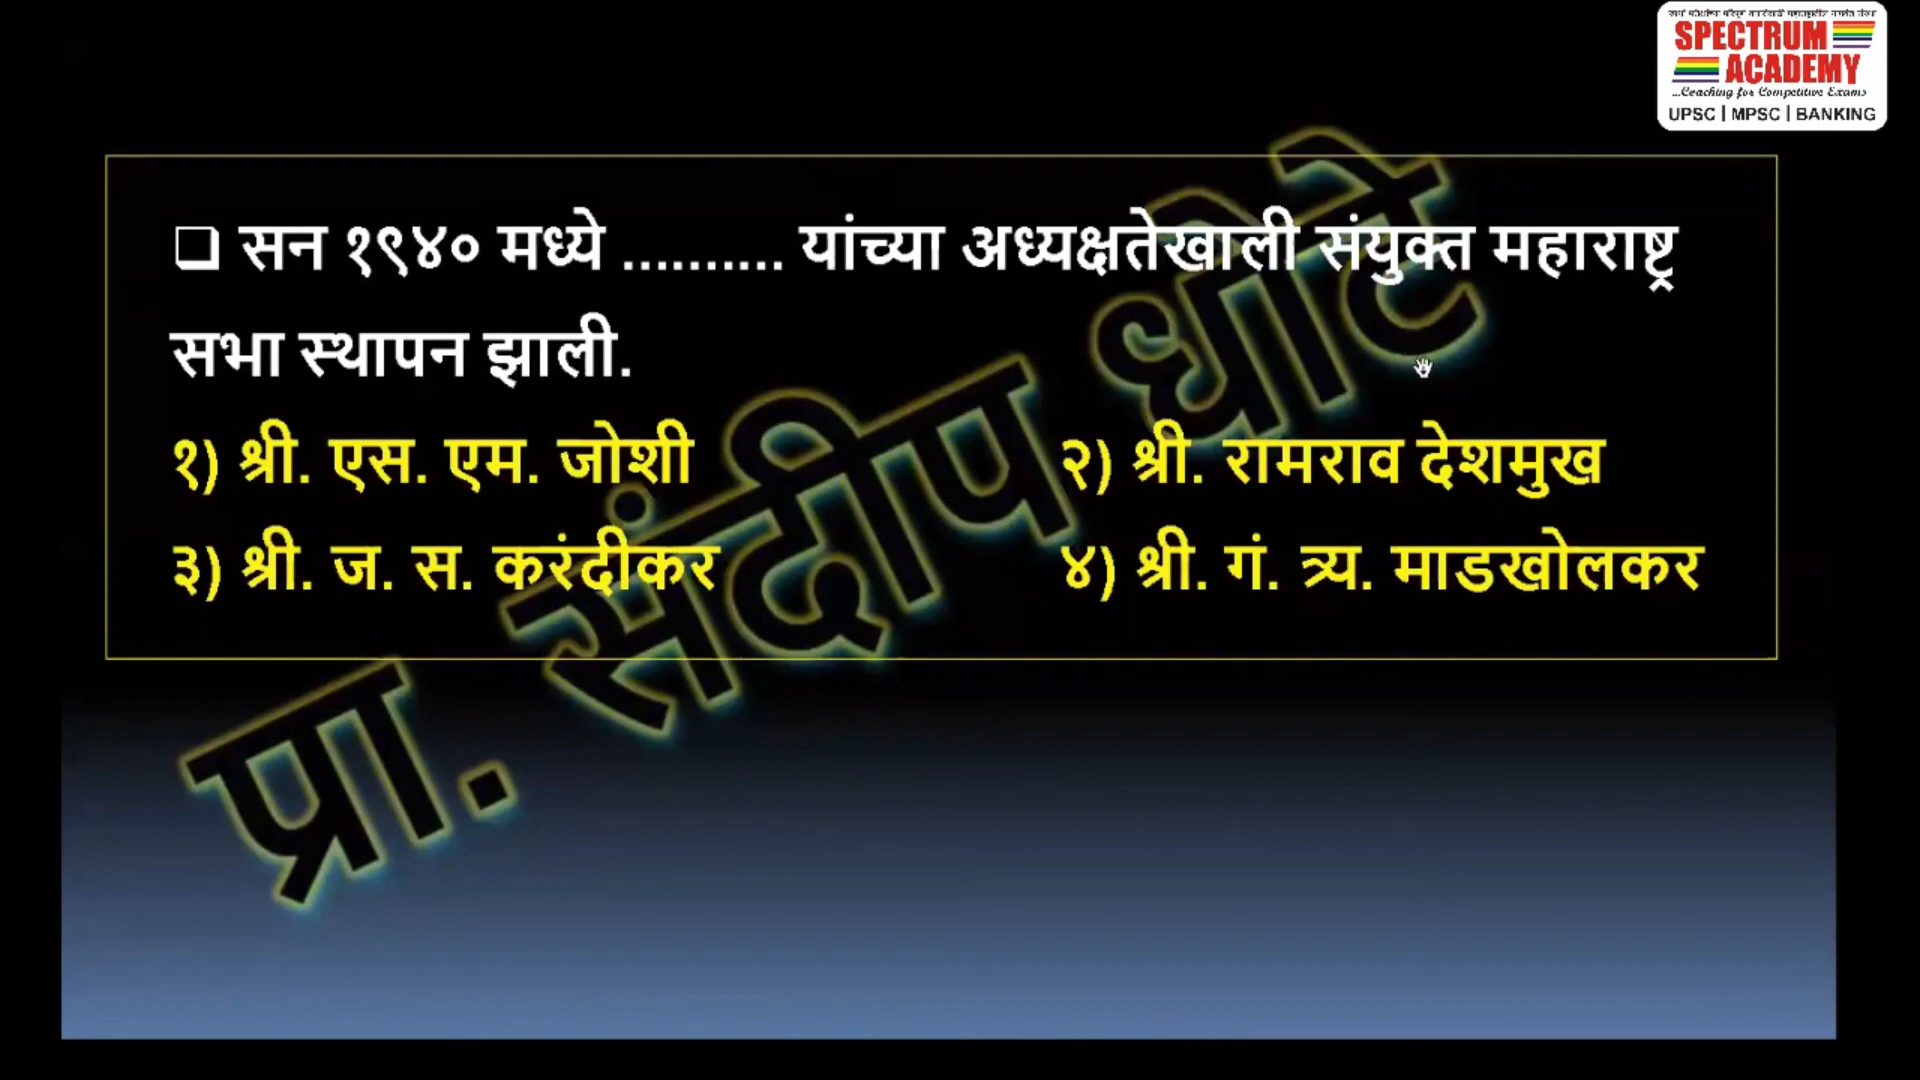 SPECTRUM
ACADEMY
...Coaching for Competitive Exams
UPSC | MPSC | BANKING
❑ सन १९४० मध्ये .......... यांच्या अध्यक्षतेखाली संयुक्त महाराष्ट्र
सभा स्थापन झाली.
१) श्री. एस. एम. जोशी २) श्री. रामराव देशमुख
३) श्री. ज. स. करंदीकर ४) श्री. गं. त्र्य. माडखोलकर
प्रा. संदीप धोटे